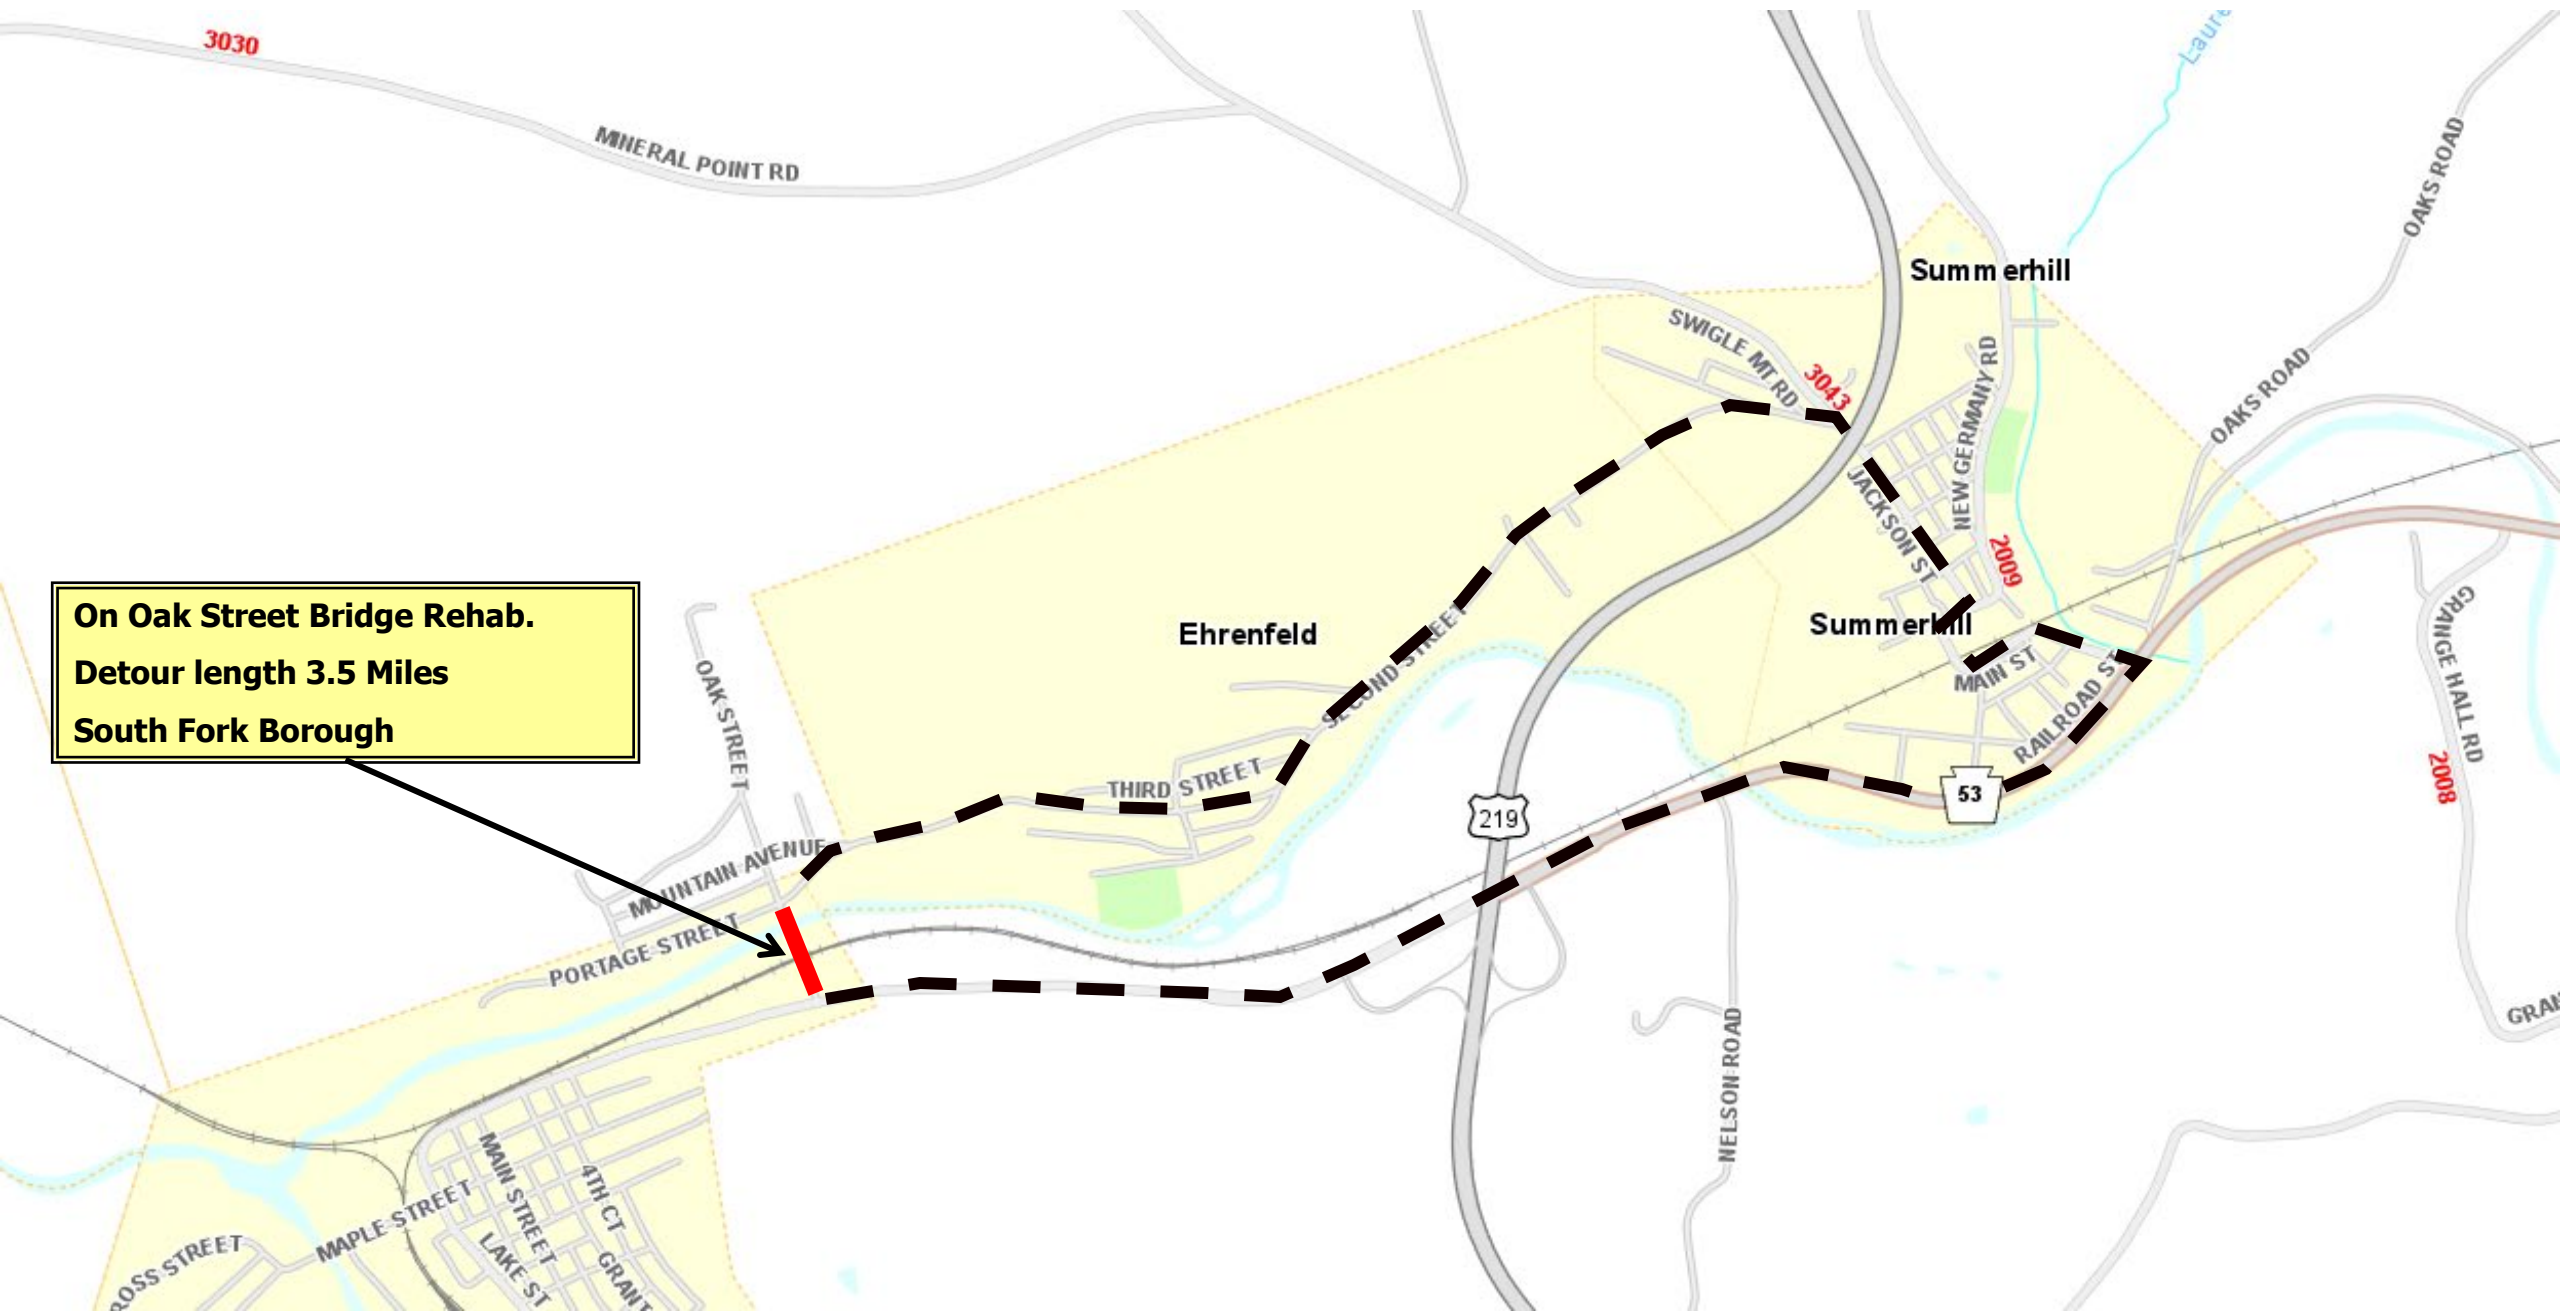 3030
MINERAL POINT RD
Laure
OAKS ROAD
Summerhill
SWIGLE MT RD
3043
NEW GERMANY RD
OAKS ROAD
JACKSON ST
2009
On Oak Street Bridge Rehab.
Detour length 3.5 Miles
South Fork Borough
Ehrenfeld
Summerhill
SECOND STREET
MAIN ST
RAILROAD ST
GRANGE HALL RD
2008
OAK STREET
THIRD STREET
53
219
MOUNTAIN AVENUE
PORTAGE STREET
NELSON ROAD
GRAN
MAIN STREET
4TH CT
MAPLE STREET
LAKE ST
GRANT
ROSS STREET